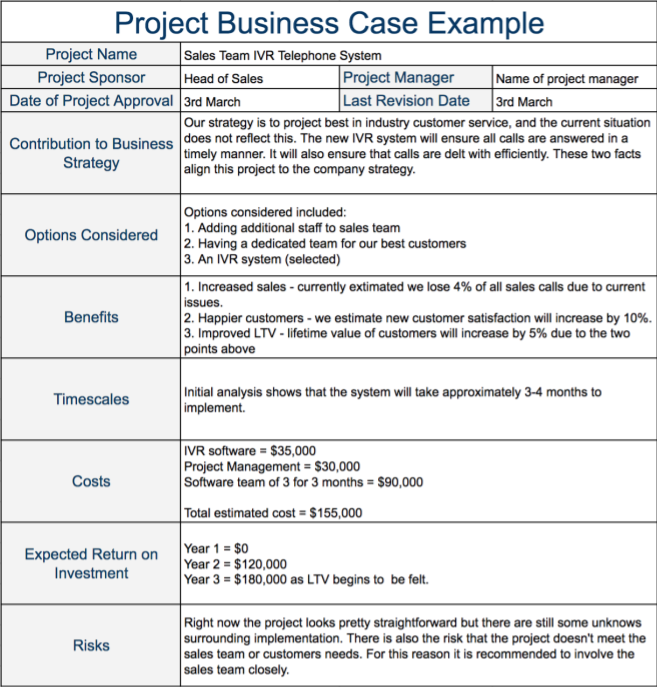 Project Business Case Example
Project Name
Sales Team IVR Telephone System
Project Sponsor
Head of Sales
Project Manager
Name of project manager
Date of Project Approval
3rd March
Last Revision Date
3rd March
Contribution to Business
Strategy
Our strategy is to project best in industry customer service, and the current situation
does not reflect this. The new IVR system will ensure all calls are answered in a
timely manner. It will also ensure that calls are delt with efficiently. These two facts
align this project to the company strategy.
Options Considered
Options considered included:
1. Adding additional staff to sales team
2. Having a dedicated team for our best customers
3. An IVR system (selected)
Benefits
1. Increased sales - currently extimated we lose 4% of all sales calls due to current
issues.
2. Happier customers - we estimate new customer satisfaction will increase by 10%.
3. Improved LTV - lifetime value of customers will increase by 5% due to the two
points above
Timescales
Initial analysis shows that the system will take approximately 3-4 months to
implement.
Costs
IVR software = $35,000
Project Management = $30,000
Software team of 3 for 3 months = $90,000
Total estimated cost = $155,000
Expected Return on
Investment
Year 1 = $0
Year 2 = $120,000
Year 3 = $180,000 as LTV begins to be felt.
Risks
Right now the project looks pretty straightforward but there are still some unknows
surrounding implementation. There is also the risk that the project doesn't meet the
sales team or customers needs. For this reason it is recommended to involve the
sales team closely.